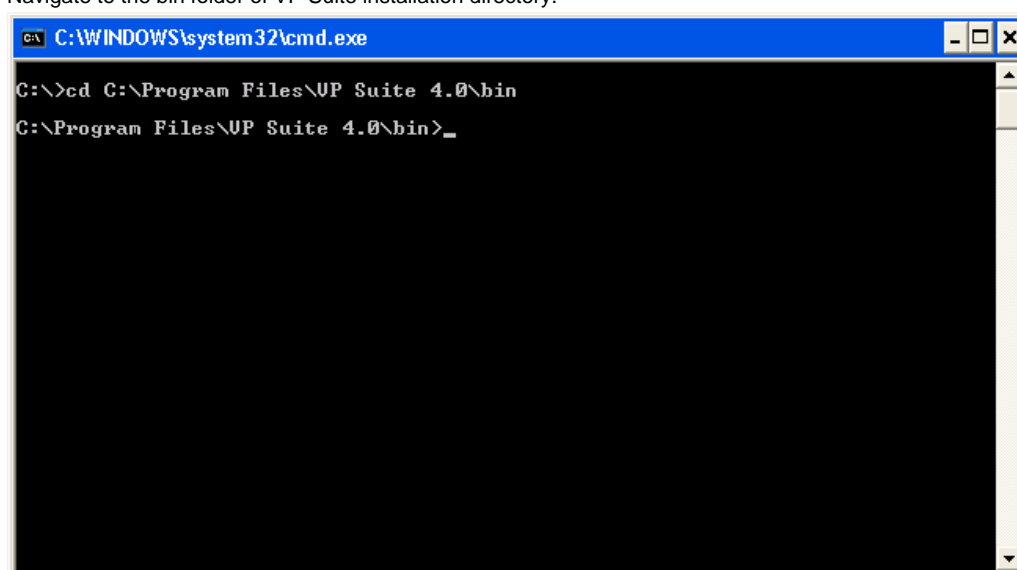 Navigate to the bin folder of VP Suite installation directory.
C:\WINDOWS\system32\cmd.exe
C:\>cd C:\Program Files\VP Suite 4.0\bin
C:\Program Files\VP Suite 4.0\bin>_